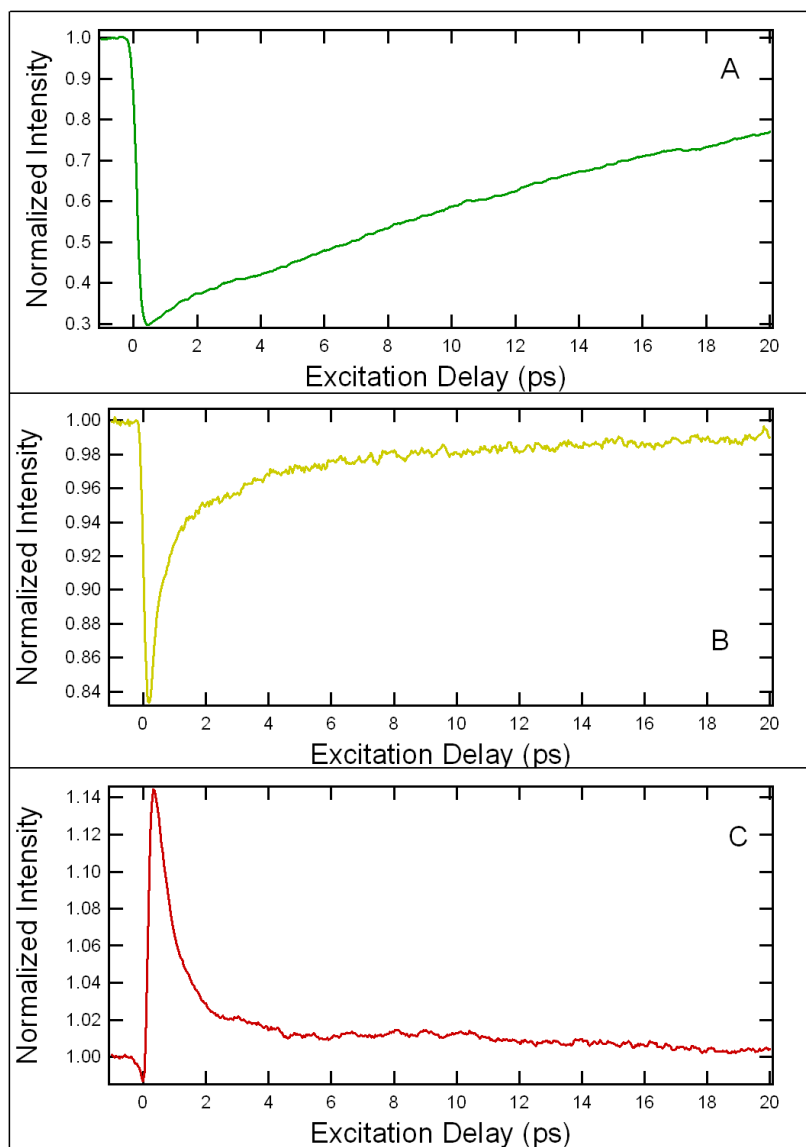 A
Normalized Intensity
1.0
0.9
0.8
0.7
0.6
0.5
0.4
0.3
0 2 4 6 8 10 12 14 16 18 20
Excitation Delay (ps)
B
Normalized Intensity
1.00
0.98
0.96
0.94
0.92
0.90
0.88
0.86
0.84
0 2 4 6 8 10 12 14 16 18 20
Excitation Delay (ps)
C
Normalized Intensity
1.14
1.12
1.10
1.08
1.06
1.04
1.02
1.00
0 2 4 6 8 10 12 14 16 18 20
Excitation Delay (ps)